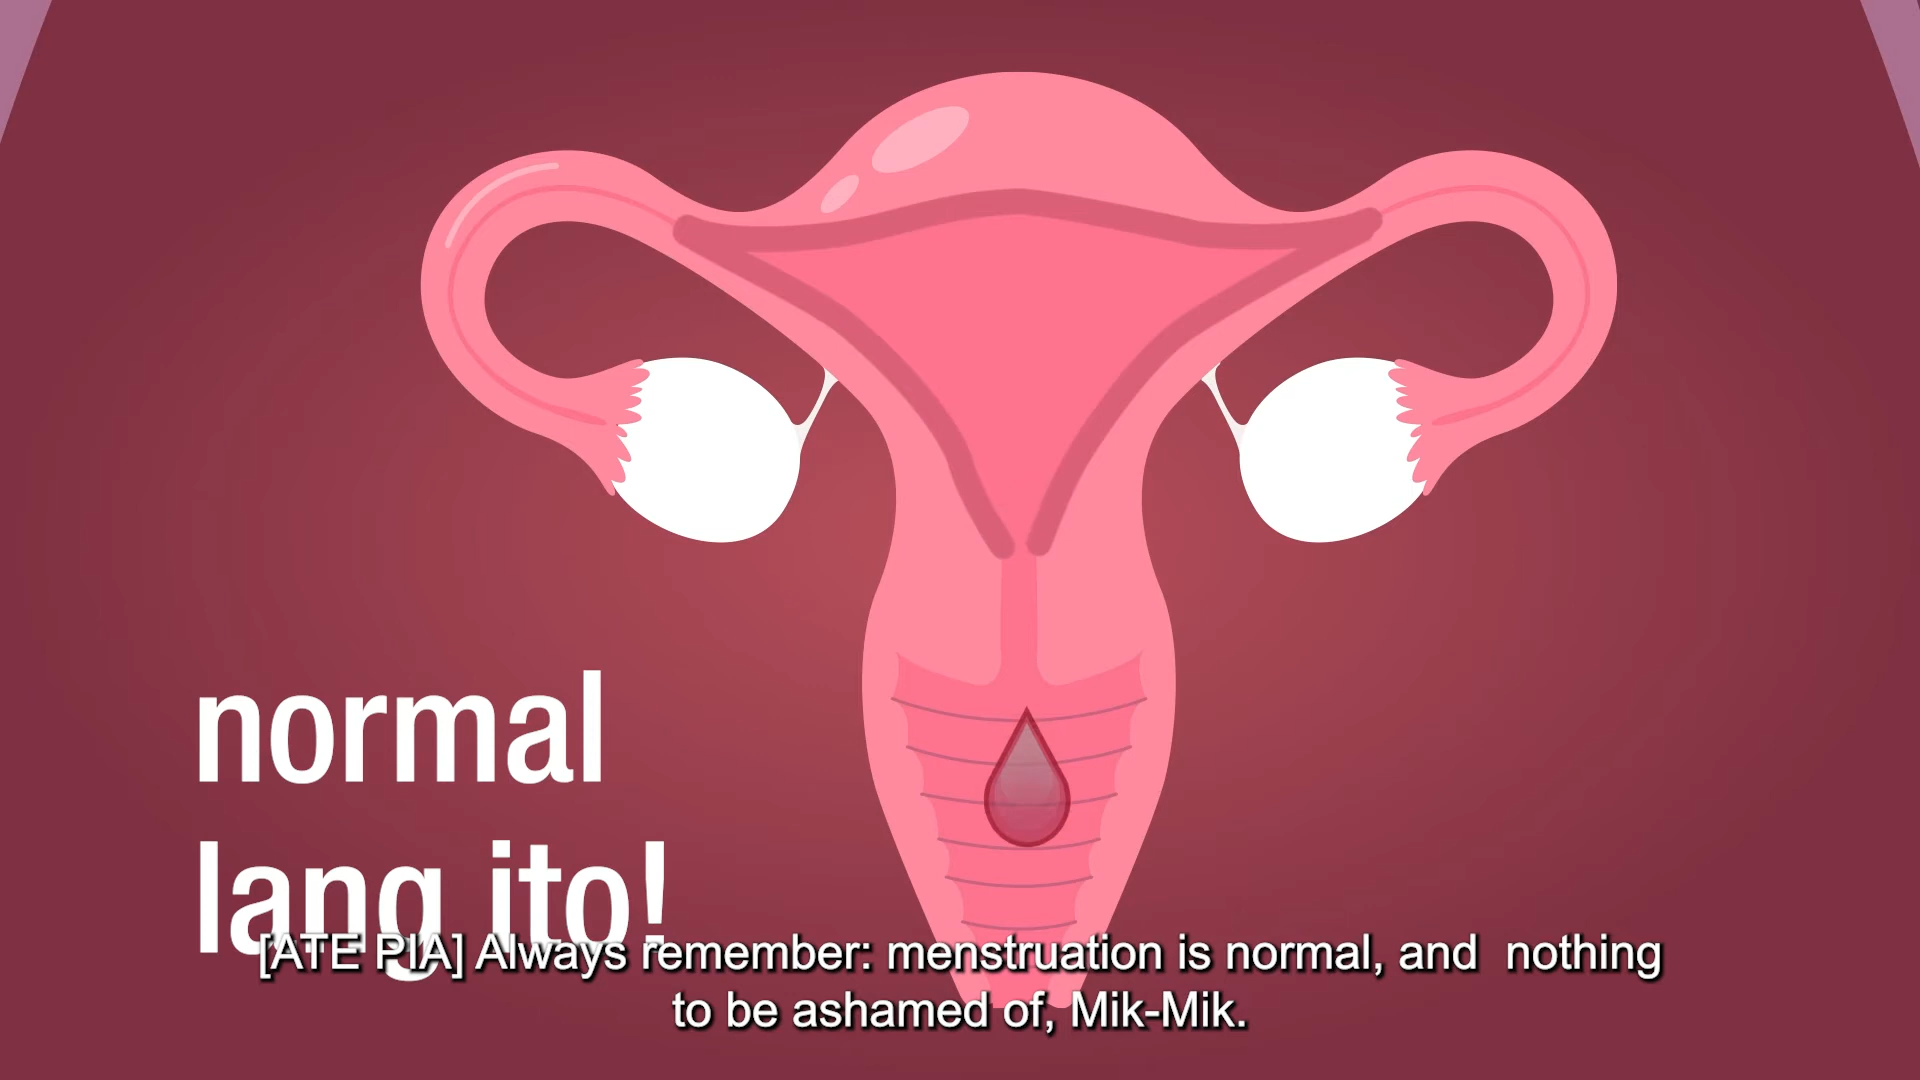 normal
lang ito!
[ATE PIA] Always remember: menstruation is normal, and  nothing
to be ashamed of, Mik-Mik.